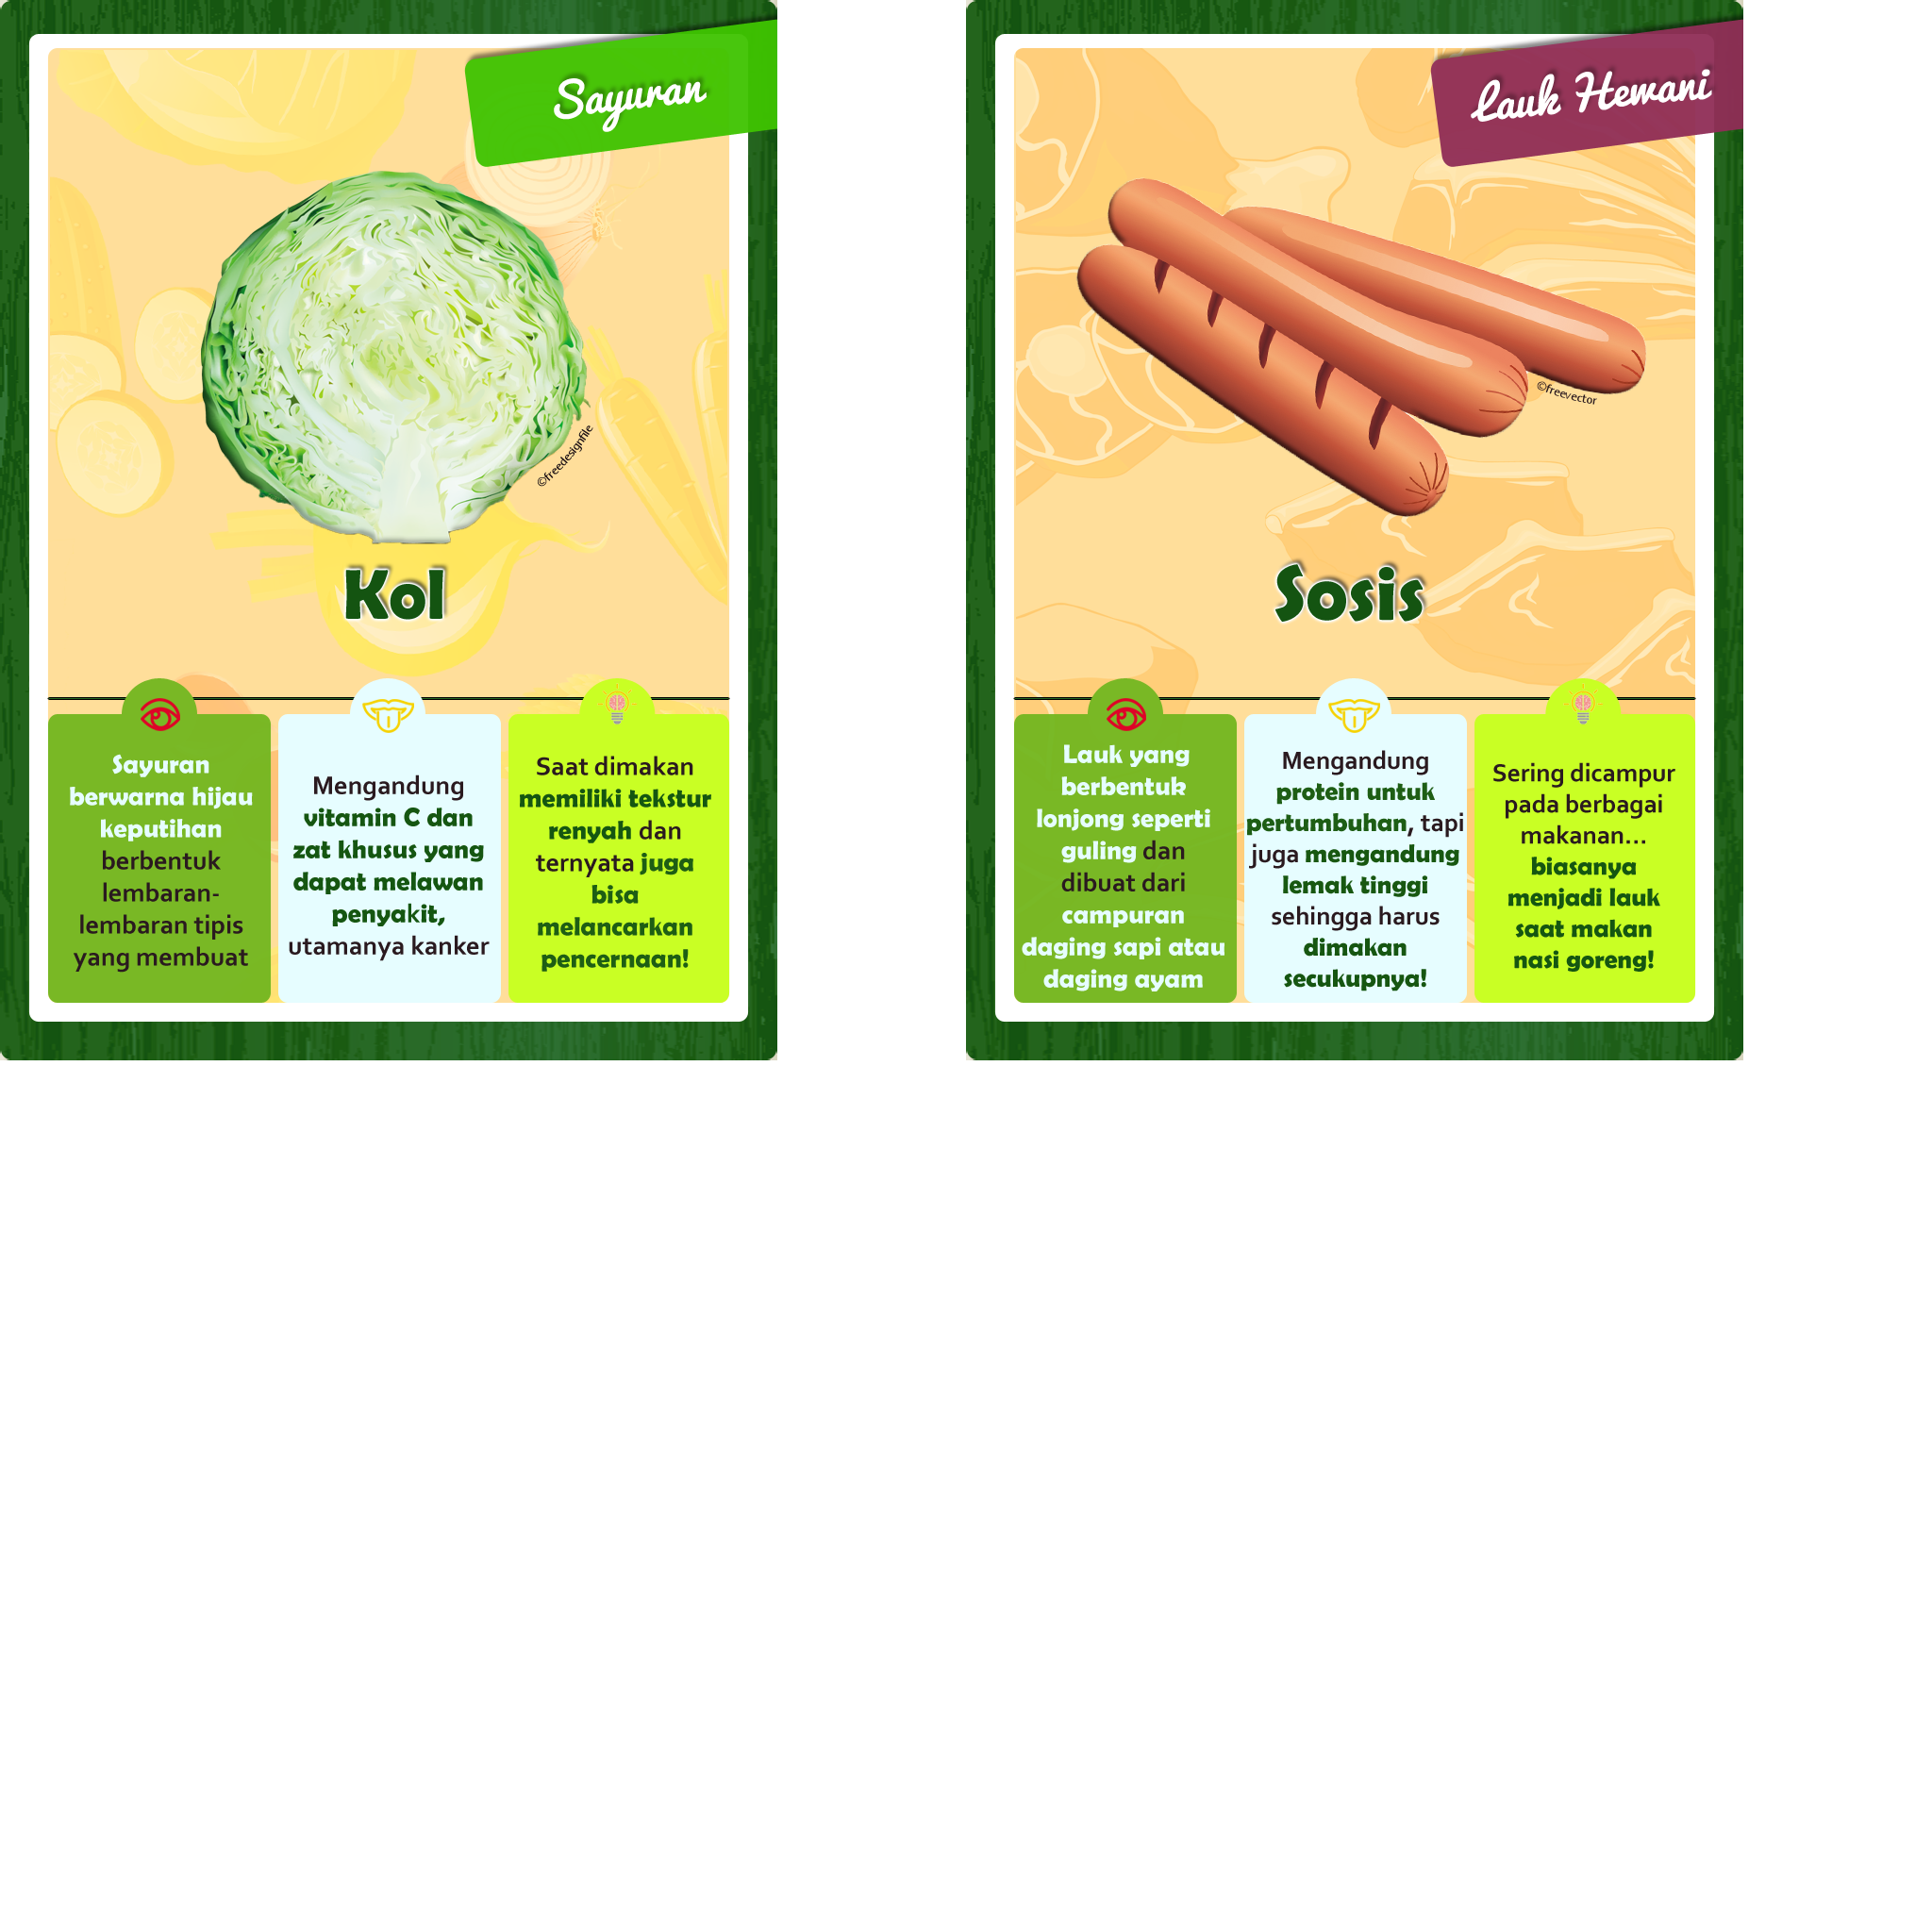 Sayuran
©freedesignfile
Kol
Sayuran
berwarna hijau
keputihan
berbentuk
lembaran-
lembaran tipis
yang membuat
Mengandung
vitamin C dan
zat khusus yang
dapat melawan
penyakit,
utamanya kanker
Saat dimakan
memiliki tekstur
renyah dan
ternyata juga
bisa
melancarkan
pencernaan!
Lauk Hewani
©freevector
Sosis
Lauk yang
berbentuk
lonjong seperti
guling dan
dibuat dari
campuran
daging sapi atau
daging ayam
Mengandung
protein untuk
pertumbuhan, tapi
juga mengandung
lemak tinggi
sehingga harus
dimakan
secukupnya!
Sering dicampur
pada berbagai
makanan...
biasanya
menjadi lauk
saat makan
nasi goreng!